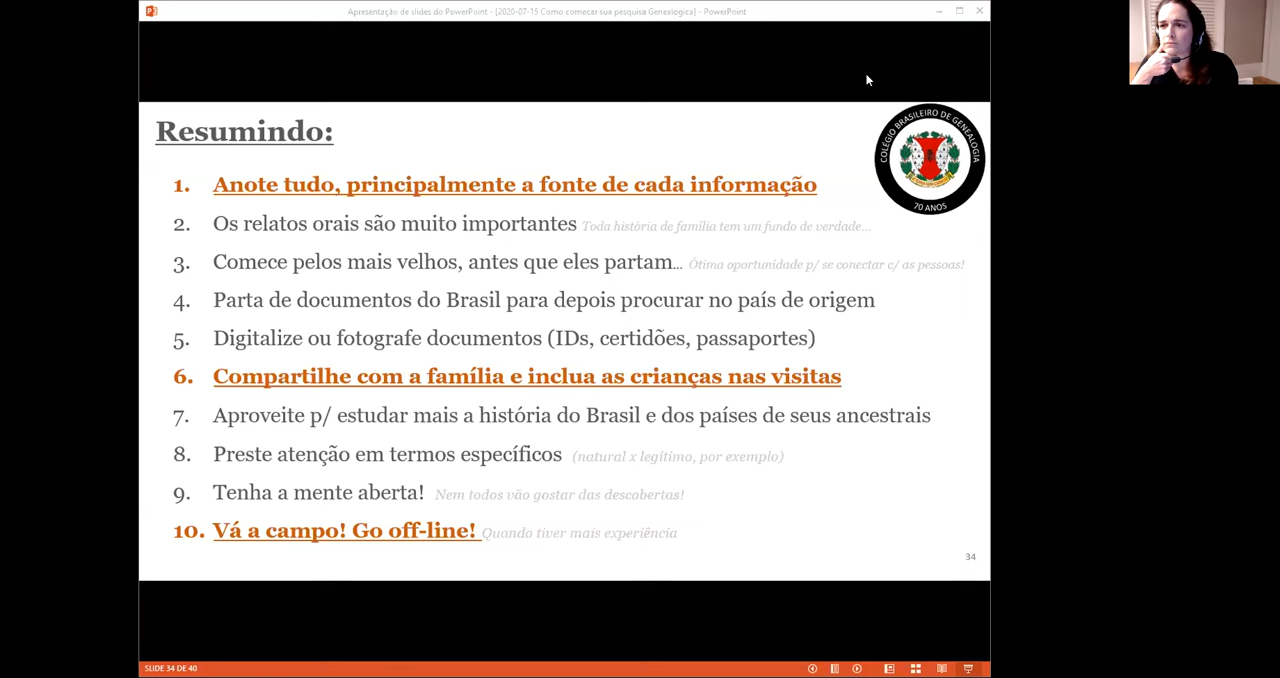 Apresentação de slides do PowerPoint - [2020-07-15 Como começar sua pesquisa Genealógica] - PowerPoint
Resumindo:
COLÉGIO BRASILEIRO DE GENEALOGIA
70 ANOS
1. Anote tudo, principalmente a fonte de cada informação
2. Os relatos orais são muito importantes Toda história de família tem um fundo de verdade...
3. Comece pelos mais velhos, antes que eles partam... Ótima oportunidade p/ se conectar c/ as pessoas!
4. Parta de documentos do Brasil para depois procurar no país de origem
5. Digitalize ou fotografe documentos (IDs, certidões, passaportes)
6. Compartilhe com a família e inclua as crianças nas visitas
7. Aproveite p/ estudar mais a história do Brasil e dos países de seus ancestrais
8. Preste atenção em termos específicos (natural x legítimo, por exemplo)
9. Tenha a mente aberta! Nem todos vão gostar das descobertas!
10. Vá a campo! Go off-line! Quando tiver mais experiência
34
SLIDE 34 DE 40